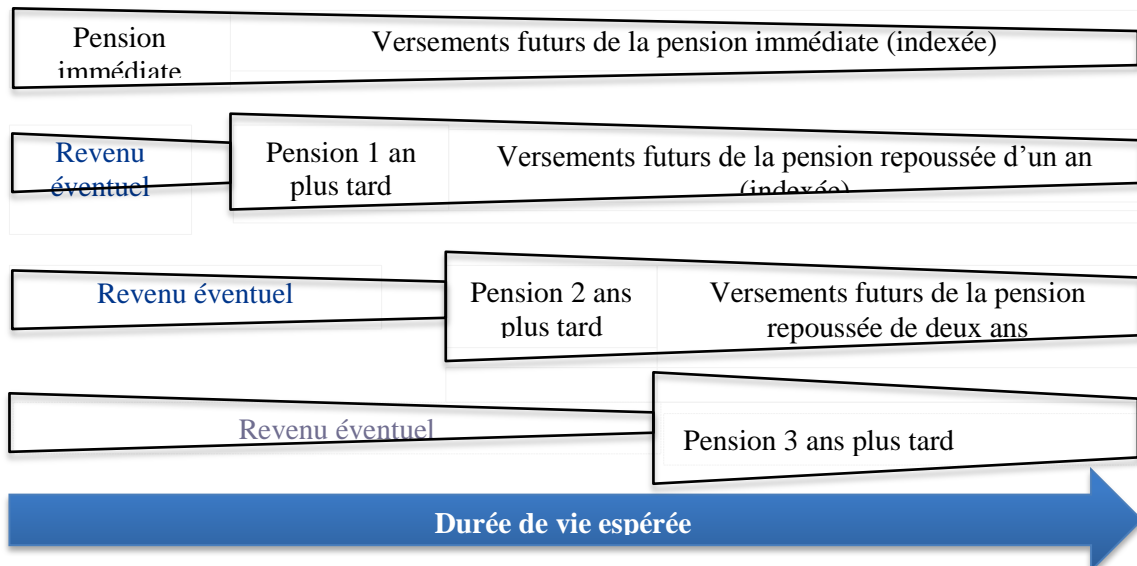 Pension
immédiate
Versements futurs de la pension immédiate (indexée)
Revenu
éventuel
Pension 1 an
plus tard
Versements futurs de la pension repoussée d’un an
(indexée)
Revenu éventuel
Pension 2 ans
plus tard
Versements futurs de la pension
repoussée de deux ans
Revenu éventuel
Pension 3 ans plus tard
Durée de vie espérée